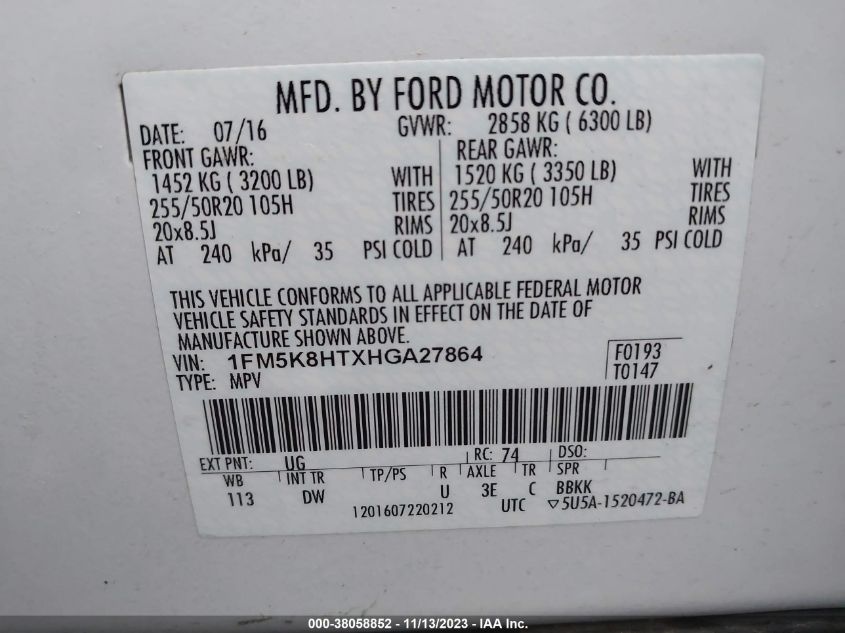 MFD. BY FORD MOTOR CO.
DATE: 07/16 GVWR: 2858 KG ( 6300 LB)
FRONT GAWR: REAR GAWR:
1452 KG ( 3200 LB) WITH 1520 KG ( 3350 LB) WITH
255/50R20 105H TIRES 255/50R20 105H TIRES
20x8.5J RIMS 20x8.5J RIMS
AT 240 kPa/ 35 PSI COLD AT 240 kPa/ 35 PSI COLD
THIS VEHICLE CONFORMS TO ALL APPLICABLE FEDERAL MOTOR
VEHICLE SAFETY STANDARDS IN EFFECT ON THE DATE OF
MANUFACTURE SHOWN ABOVE.
VIN: 1FM5K8HTXHGA27864 F0193
TYPE: MPV T0147
EXT PNT: UG RC: 74 DSO:
WB INT TR TP/PS R AXLE TR SPR
113 DW U 3E C BBKK
1201607220212 UTC ▽5U5A-1520472-BA
000-38058852 - 11/13/2023 - IAA Inc.